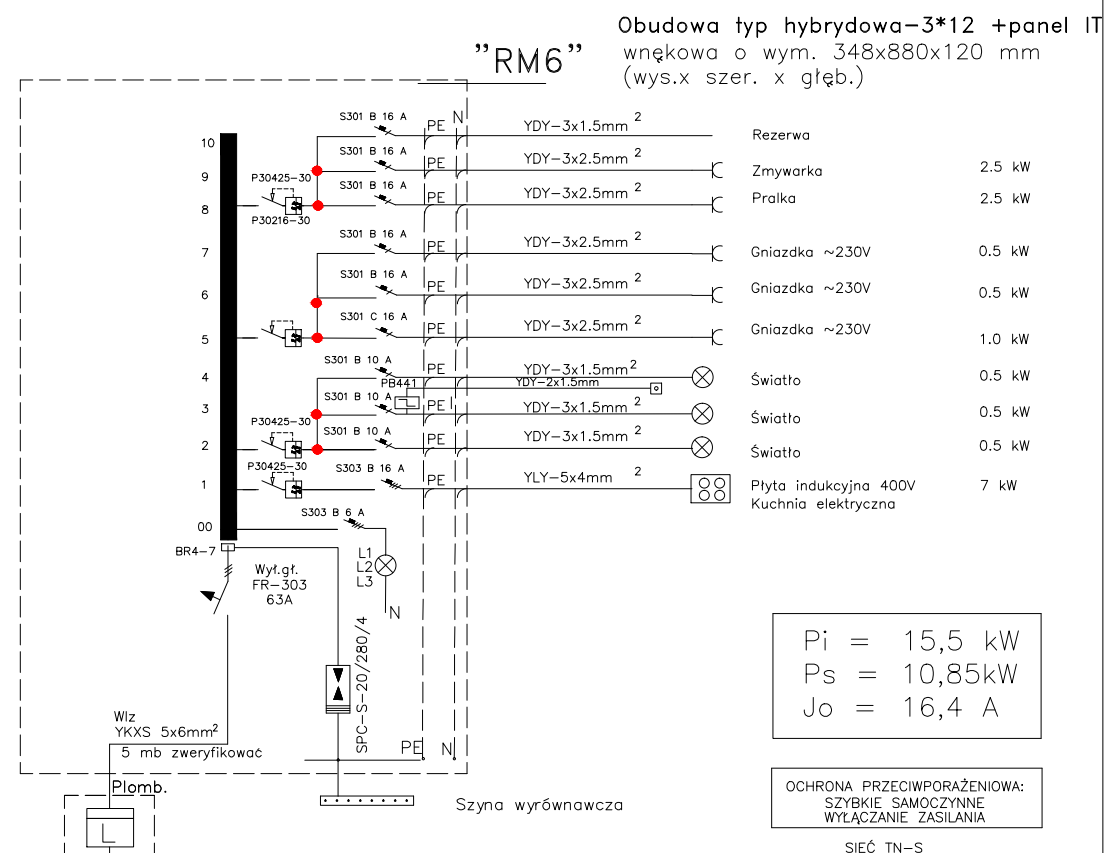 Obudowa typ hybrydowa-3*12 +panel IT
"RM6"
wnękowa o wym. 348x880x120 mm
(wys.x szer. x głęb.)
10
S301 B 16 A
PE
N
YDY-3x1.5mm 2
Rezerwa
9
P30425-30
S301 B 16 A
PE
YDY-3x2.5mm 2
Zmywarka
2.5 kW
8
P30216-30
S301 B 16 A
PE
YDY-3x2.5mm 2
Pralka
2.5 kW
7
S301 B 16 A
PE
YDY-3x2.5mm 2
Gniazdka ~230V
0.5 kW
6
S301 B 16 A
PE
YDY-3x2.5mm 2
Gniazdka ~230V
0.5 kW
5
S301 C 16 A
PE
YDY-3x2.5mm 2
Gniazdka ~230V
1.0 kW
4
S301 B 10 A
PE
YDY-3x1.5mm 2
Światło
0.5 kW
PB441
YDY-2x1.5mm
3
S301 B 10 A
PE
YDY-3x1.5mm 2
Światło
0.5 kW
2
P30425-30
S301 B 10 A
PE
YDY-3x1.5mm 2
Światło
0.5 kW
1
P30425-30
S303 B 16 A
PE
YLY-5x4mm 2
Płyta indukcyjna 400V
Kuchnia elektryczna
7 kW
00
S303 B 6 A
BR4-7
L1
L2
L3
N
Wył.gł.
FR-303
63A
SPC-S-20/280/4
Pi = 15,5 kW
Ps = 10,85kW
Jo = 16,4 A
Wlz
YKXS 5x6mm2
5 mb zweryfikować
PE
N
Plomb.
Szyna wyrównawcza
L
OCHRONA PRZECIWPORAŻENIOWA:
SZYBKIE SAMOCZYNNE
WYŁĄCZANIE ZASILANIA
SIEĆ TN-S